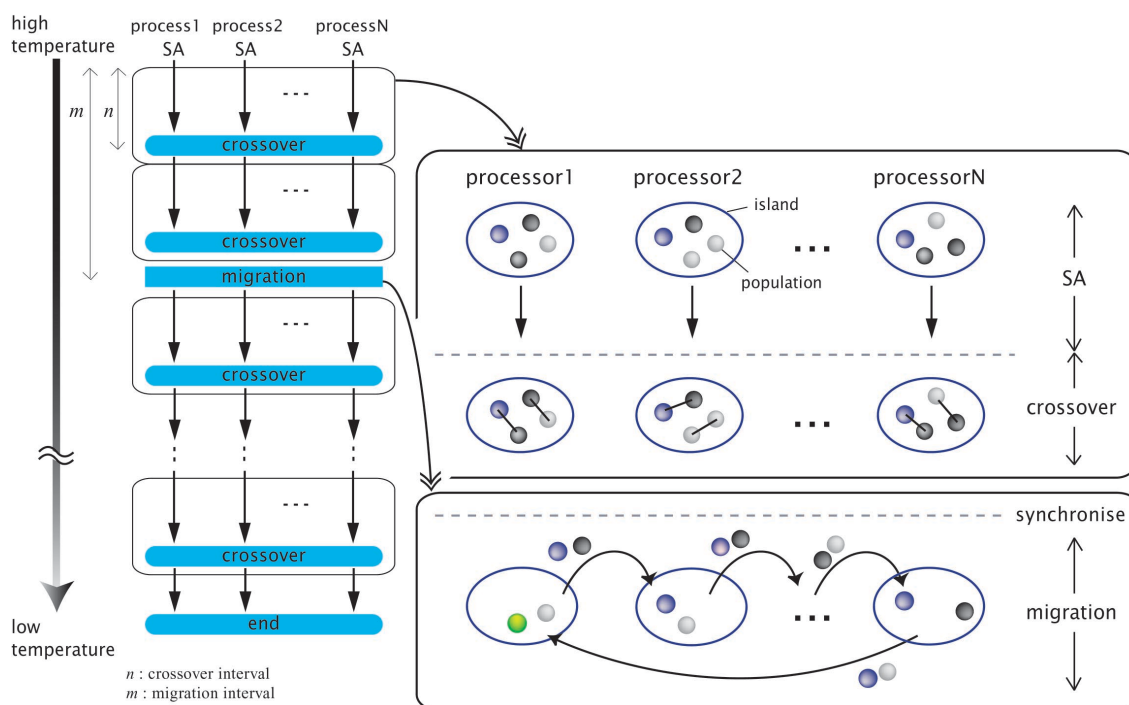 high
temperature
process1
process2
processN
SA
SA
SA
m
n
- - -
crossover
- - -
crossover
migration
- - -
crossover
- - -
crossover
end
low
temperature
n : crossover interval
m : migration interval
processor1
processor2
processorN
island
population
...
SA
...
crossover
synchronise
...
migration